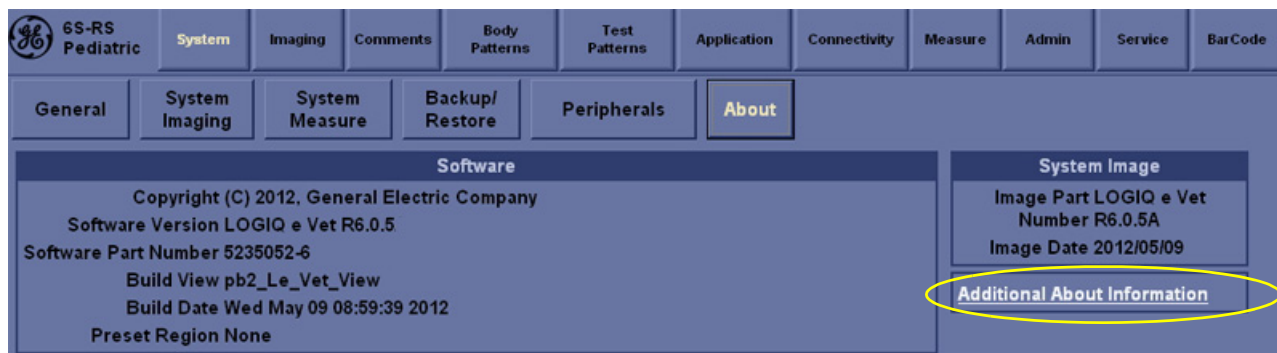 GE
6S-RS
Pediatric
System
Imaging
Comments
Body
Patterns
Test
Patterns
Application
Connectivity
Measure
Admin
Service
BarCode
General
System
Imaging
System
Measure
Backup/
Restore
Peripherals
About
Software
Copyright (C) 2012, General Electric Company
Software Version LOGIQ e Vet R6.0.5
Software Part Number 5235052-6
Build View pb2_Le_Vet_View
Build Date Wed May 09 08:59:39 2012
Preset Region None
System Image
Image Part LOGIQ e Vet
Number R6.0.5A
Image Date 2012/05/09
Additional About Information